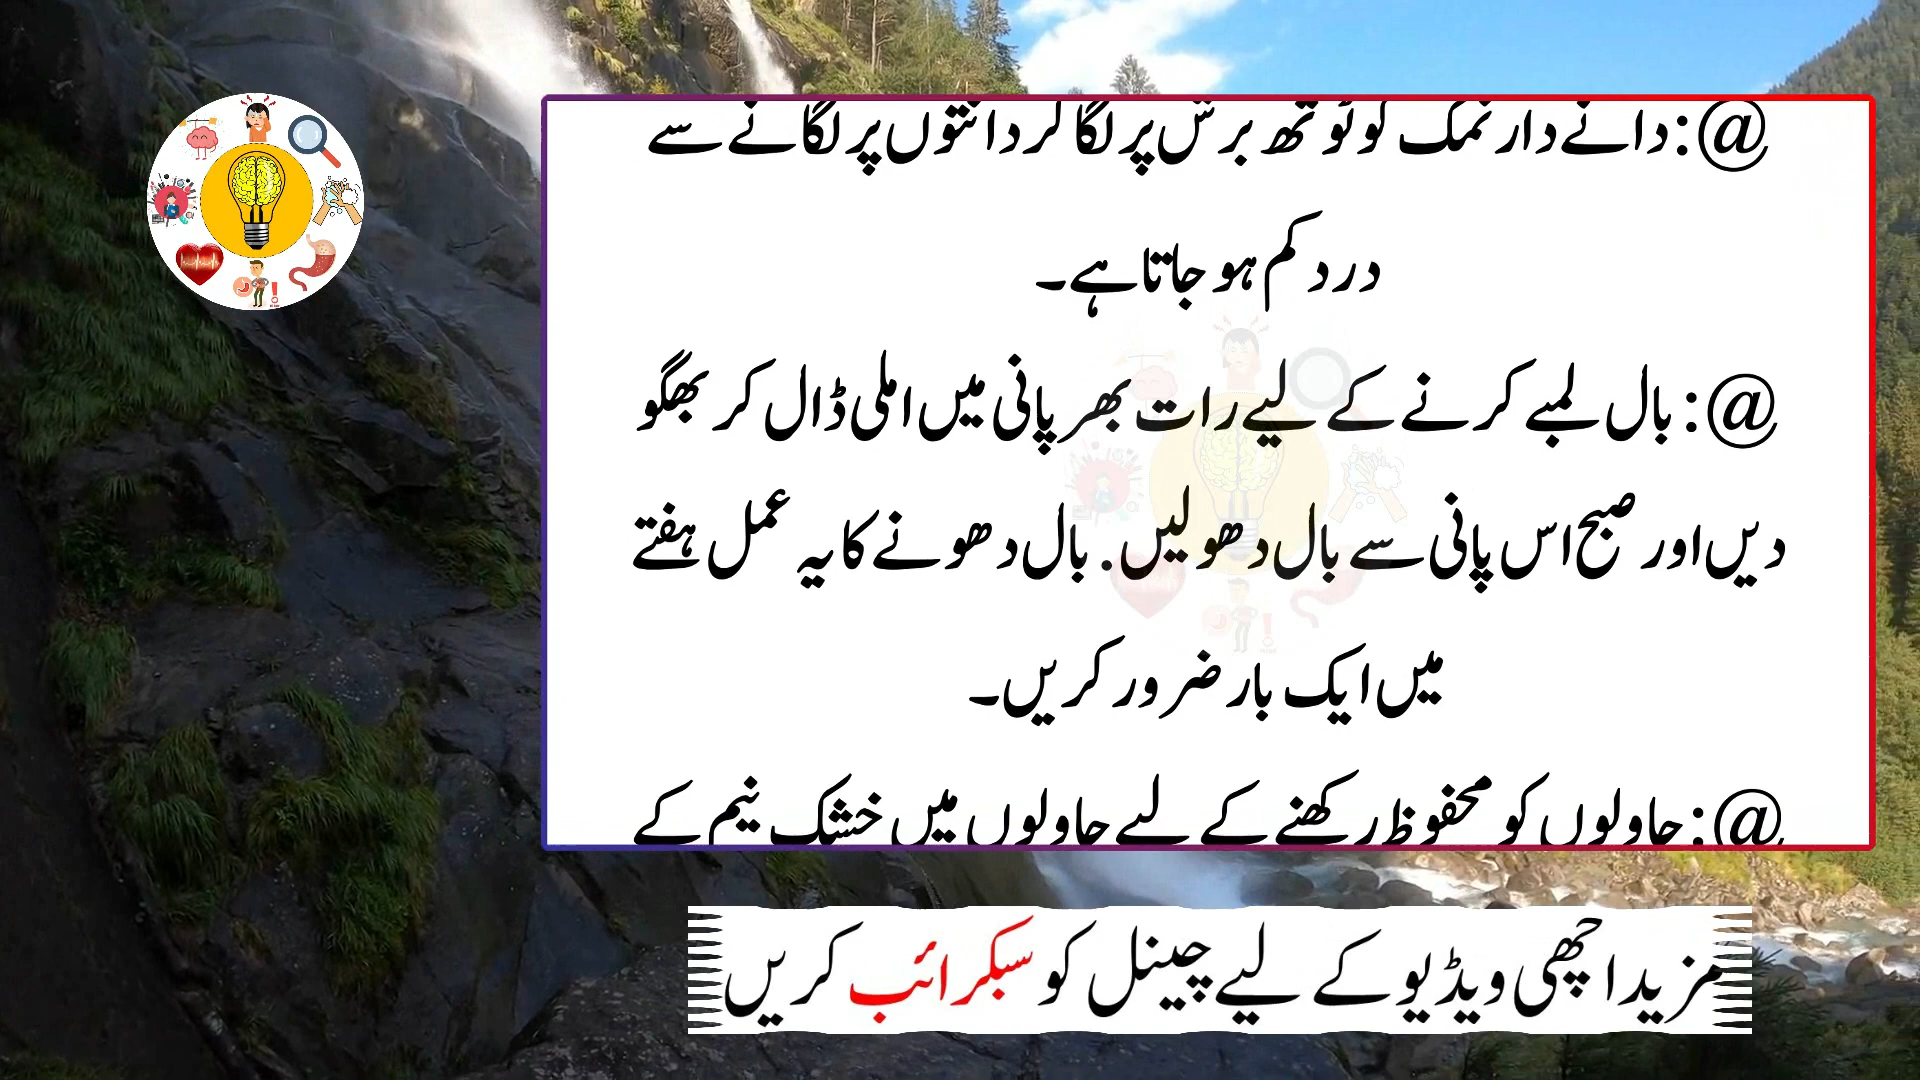 @: دانے دار نمک کو ٹوتھ برش پر لگا کر دانتوں پر لگانے سے
درد کم ہو جاتا ہے۔
@: بال لمبے کرنے کے لیے رات بھر پانی میں املی ڈال کر بھگو
دیں اور صبح اس پانی سے بال دھو لیں. بال دھونے کا یہ عمل ہفتے
میں ایک بار ضرور کریں۔
@: چاولوں کو محفوظ رکھنے کے لیے چاولوں میں خشک نیم کے
مزید اچھی ویڈیو کے لیے چینل کو سبکرائب کریں